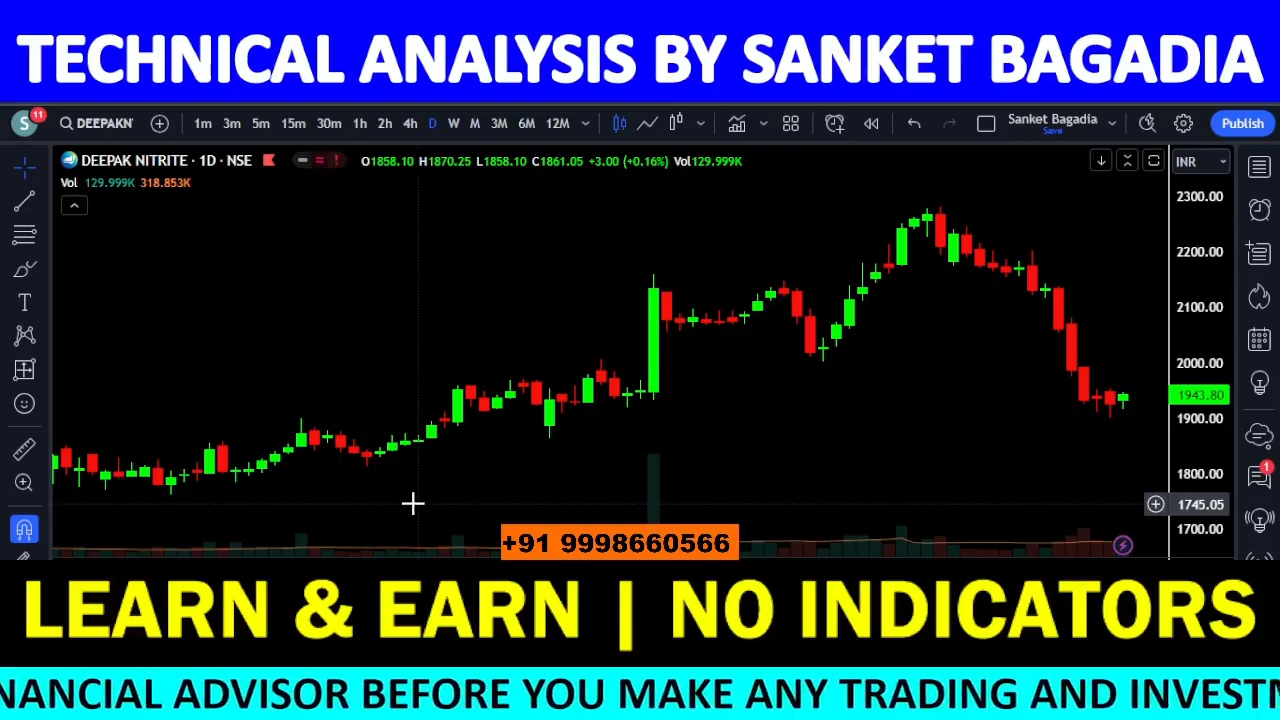 TECHNICAL ANALYSIS BY SANKET BAGADIA
S 11 DEEPAKN 1m 3m 5m 15m 30m 1h 2h 4h D W M 3M 6M 12M Sanket Bagadia Save Publish
DEEPAK NITRITE · 1D · NSE O1858.10 H1870.25 L1858.10 C1861.05 +3.00 (+0.16%) Vol129.999K INR
Vol 129.999K 318.853K
2300.00
2200.00
2100.00
2000.00
1943.80
1900.00
1800.00
1
1745.05
1700.00
+91 9998660566
LEARN & EARN | NO INDICATORS
NANCIAL ADVISOR BEFORE YOU MAKE ANY TRADING AND INVESTM